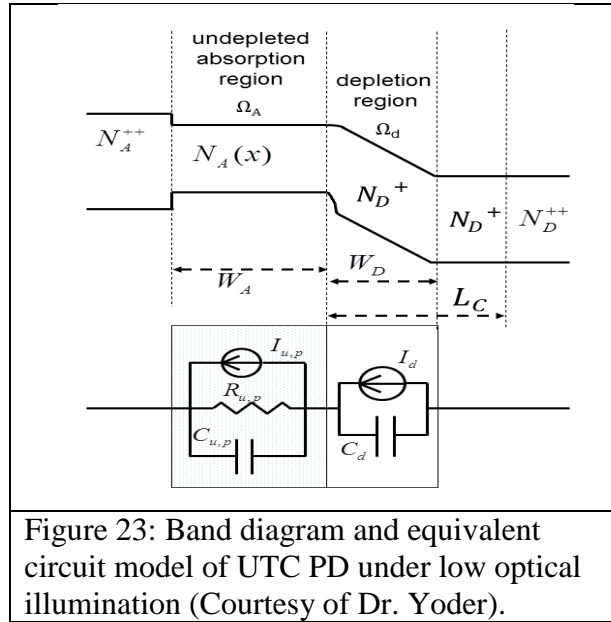 undepleted
absorption
region
depletion
region
Ω_A
Ω_d
N_A^{++}
N_A(x)
N_D^+
N_D^+
N_D^{++}
W_A
W_D
L_C
I_{u,p}
R_{u,p}
C_{u,p}
I_d
C_d
Figure 23: Band diagram and equivalent
circuit model of UTC PD under low optical
illumination (Courtesy of Dr. Yoder).